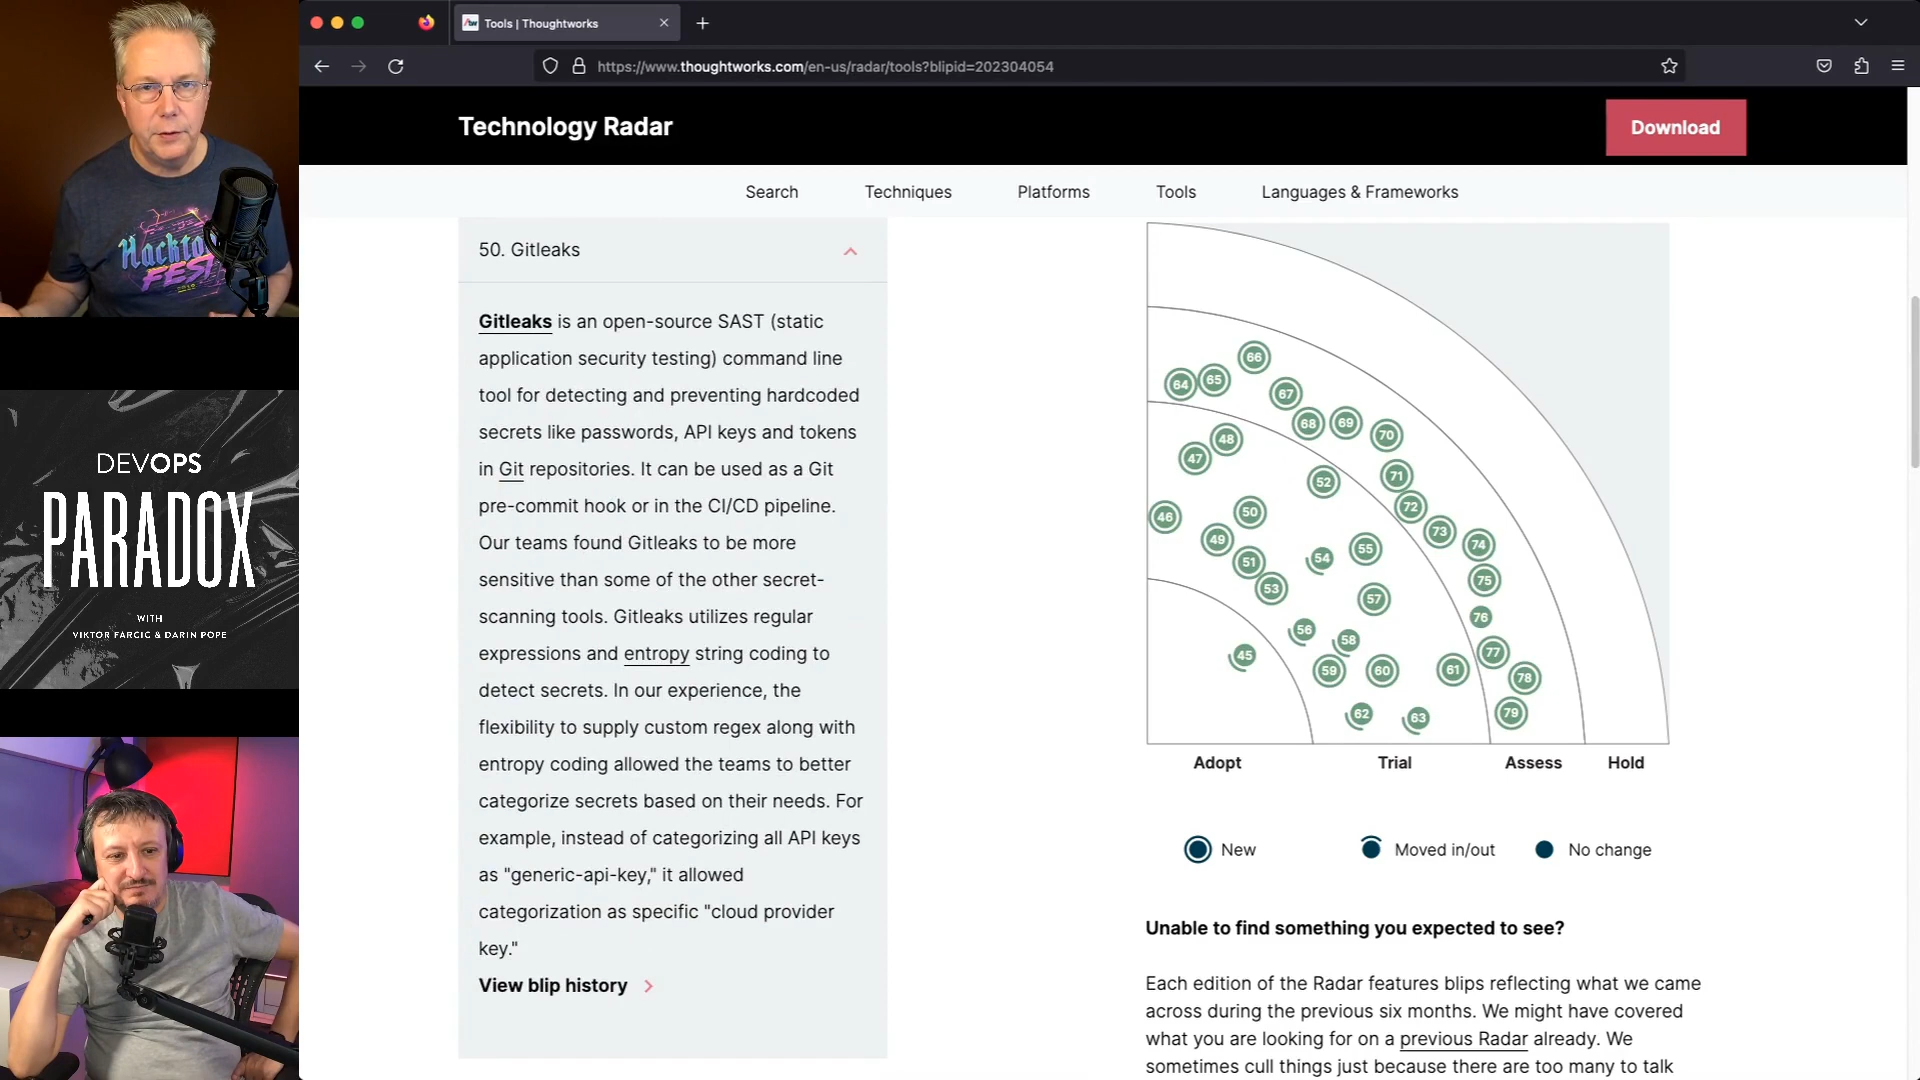 Tools | Thoughtworks
https://www.thoughtworks.com/en-us/radar/tools?blipid=202304054
Technology Radar
Download
Search
Techniques
Platforms
Tools
Languages & Frameworks
50. Gitleaks
Gitleaks is an open-source SAST (static
application security testing) command line
tool for detecting and preventing hardcoded
secrets like passwords, API keys and tokens
in Git repositories. It can be used as a Git
pre-commit hook or in the CI/CD pipeline.
Our teams found Gitleaks to be more
sensitive than some of the other secret-
scanning tools. Gitleaks utilizes regular
expressions and entropy string coding to
detect secrets. In our experience, the
flexibility to supply custom regex along with
entropy coding allowed the teams to better
categorize secrets based on their needs. For
example, instead of categorizing all API keys
as "generic-api-key," it allowed
categorization as specific "cloud provider
key."
View blip history
66
64
65
67
68
69
70
48
47
52
71
72
46
50
49
73
74
51
54
55
53
75
57
76
56
58
45
77
59
60
61
78
62
63
79
Adopt
Trial
Assess
Hold
New
Moved in/out
No change
Unable to find something you expected to see?
Each edition of the Radar features blips reflecting what we came
across during the previous six months. We might have covered
what you are looking for on a previous Radar already. We
sometimes cull things just because there are too many to talk
DEVOPS
PARADOX
WITH
VIKTOR FARCIC & DARIN POPE
FEST